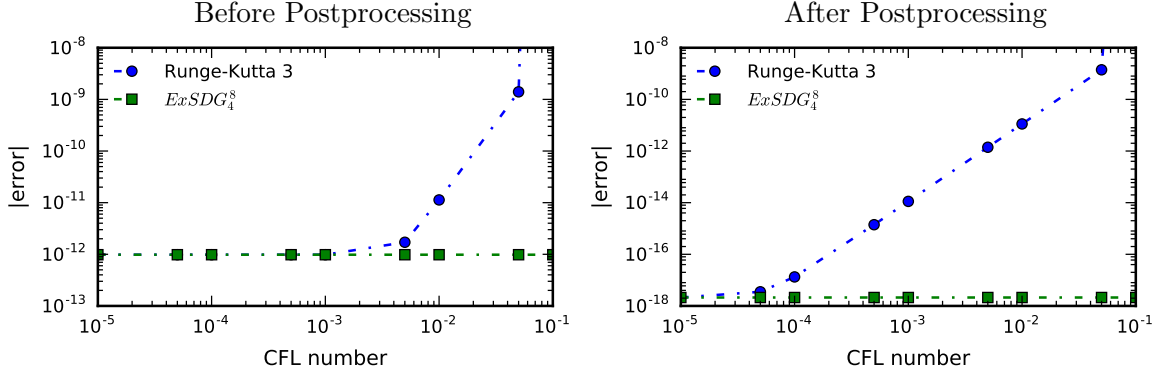 Before Postprocessing
10^-8
10^-9
10^-10
10^-11
10^-12
10^-13
|error|
Runge-Kutta 3
ExSDG_4^8
10^-5
10^-4
10^-3
10^-2
10^-1
CFL number
After Postprocessing
10^-8
10^-10
10^-12
10^-14
10^-16
10^-18
|error|
Runge-Kutta 3
ExSDG_4^8
10^-5
10^-4
10^-3
10^-2
10^-1
CFL number